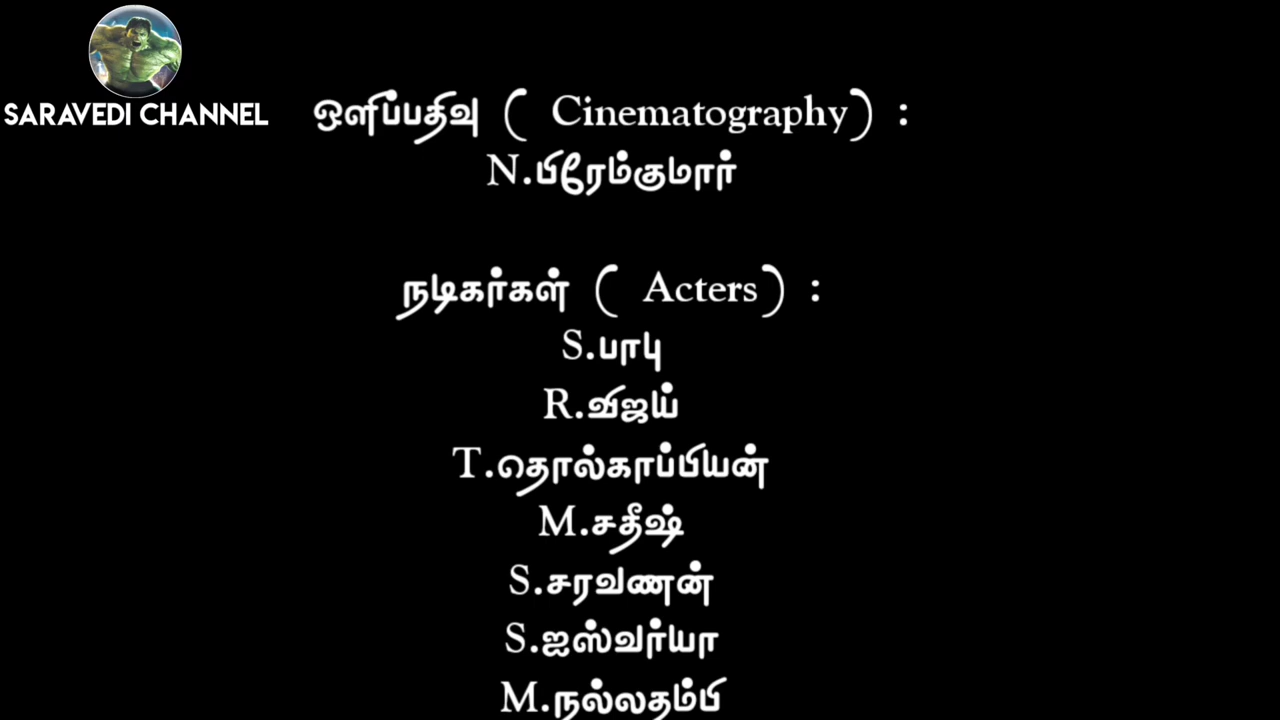 SARAVEDI CHANNEL
ஒளிப்பதிவு ( Cinematography) :
N.பிரேம்குமார்
நடிகர்கள் ( Acters) :
S.பாபு
R.விஜய்
T.தொல்காப்பியன்
M.சதீஷ்
S.சரவணன்
S.ஐஸ்வர்யா
M.நல்லதம்பி